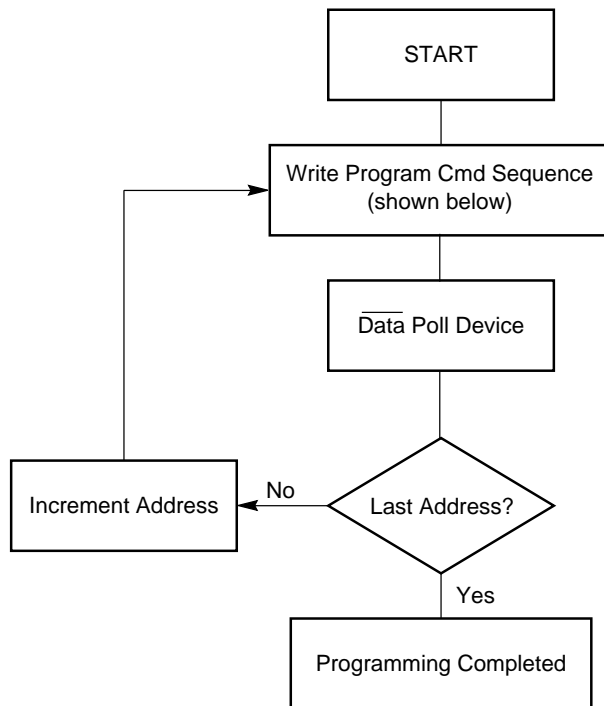 START
Write Program Cmd Sequence
(shown below)
Data Poll Device
Last Address?
No
Increment Address
Yes
Programming Completed